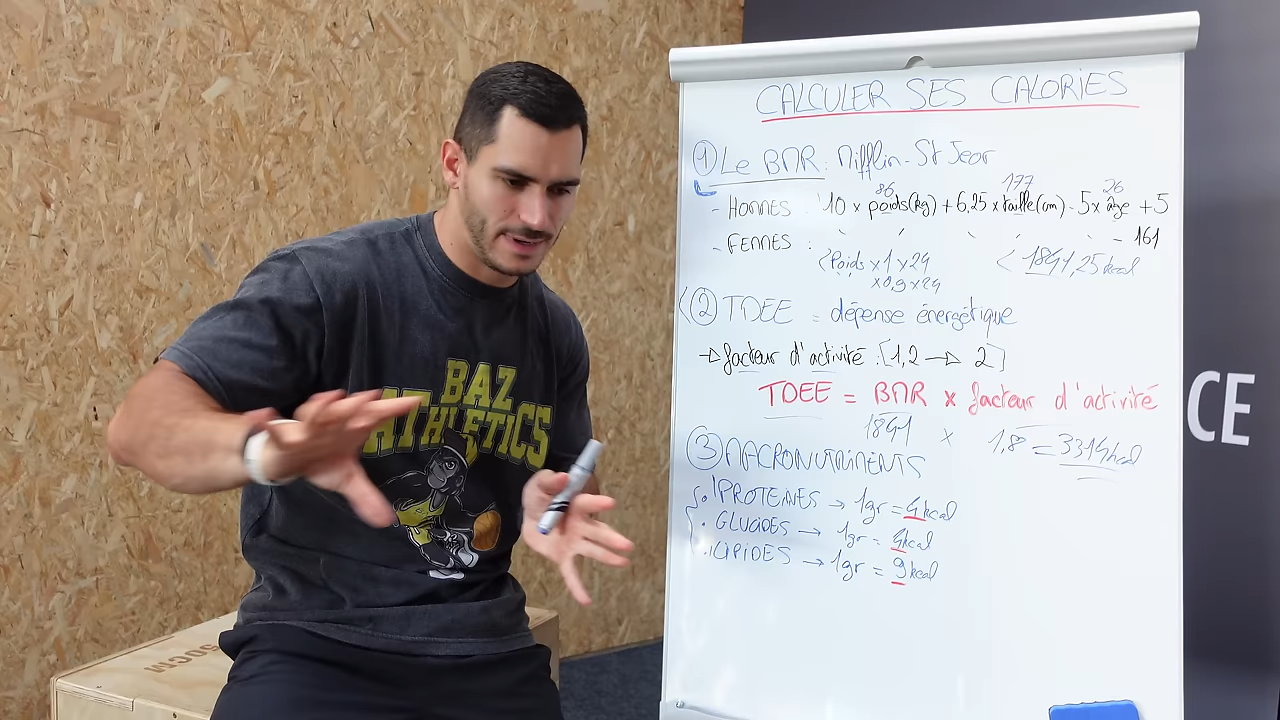 CALCULER SES CALORIES
① Le BMR : Mifflin-St Jeor
86 177 26
- HOMMES : 10 x poids(kg) + 6,25 x taille(cm) - 5 x âge + 5
- FEMMES : - 161
Poids x 1 x 24 1841,25 kcal
x 0,9 x 24
② TDEE = dépense énergétique
→ facteur d'activité : [1,2 → 2]
TDEE = BMR x facteur d'activité
1841 x 1,8 = 3314 kcal
③ MACRONUTRIMENTS
. PROTEINES → 1gr = 4 kcal
. GLUCIDES → 1gr = 4 kcal
. LIPIDES → 1gr = 9 kcal
BAZ
ATHLETICS
50CM
CE